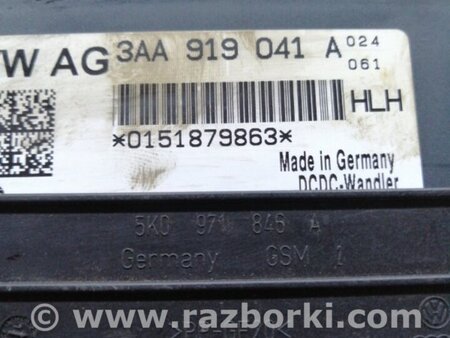 W AG 3AA 919 041 A 024
061
HLH
*0151879863*
Made in Germany
DCDC-Wandler
5K0 971 846 A
Germany GSM 1
www.razborki.com